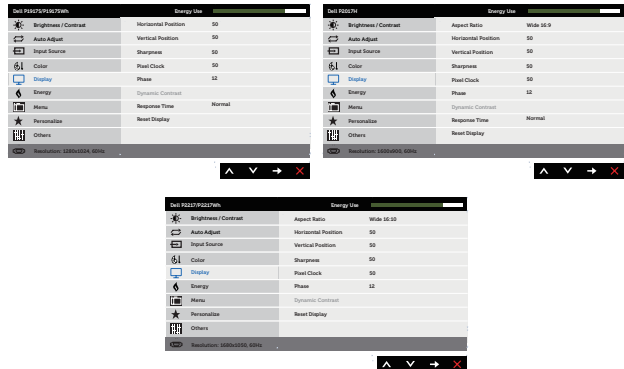 Dell P1917S/P1917SWh Energy Use
Brightness / Contrast Horizontal Position 50
Auto Adjust Vertical Position 50
Input Source Sharpness 50
Color Pixel Clock 50
Display Phase 12
Energy Dynamic Contrast
Menu Response Time Normal
Personalize Reset Display
Others
Resolution: 1280x1024, 60Hz
Dell P2017H Energy Use
Brightness / Contrast Aspect Ratio Wide 16:9
Auto Adjust Horizontal Position 50
Input Source Vertical Position 50
Color Sharpness 50
Display Pixel Clock 50
Energy Phase 12
Menu Dynamic Contrast
Personalize Response Time Normal
Others Reset Display
Resolution: 1600x900, 60Hz
Dell P2217/P2217Wh Energy Use
Brightness / Contrast Aspect Ratio Wide 16:10
Auto Adjust Horizontal Position 50
Input Source Vertical Position 50
Color Sharpness 50
Display Pixel Clock 50
Energy Phase 12
Menu Dynamic Contrast
Personalize Reset Display
Others
Resolution: 1680x1050, 60Hz